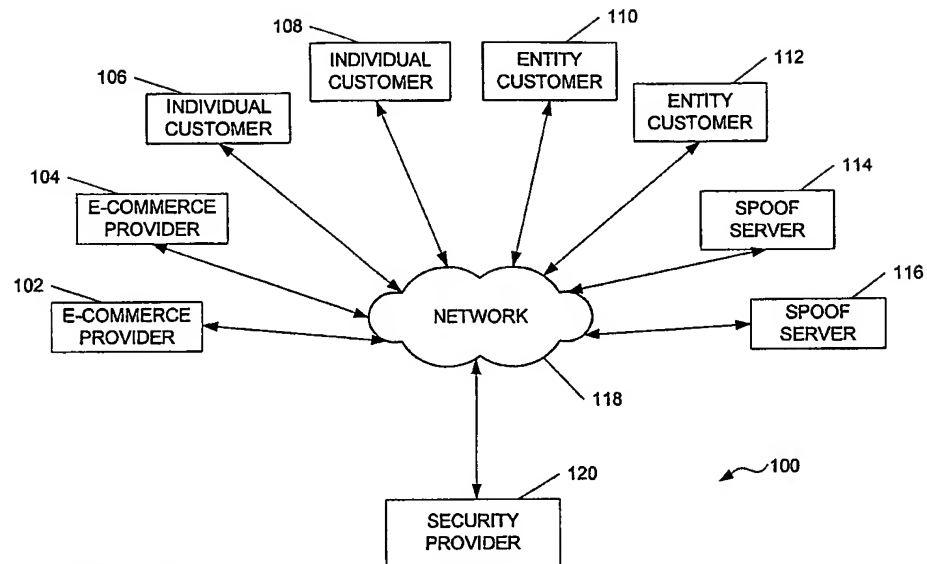 108
INDIVIDUAL
CUSTOMER
110
ENTITY
CUSTOMER
106
INDIVIDUAL
CUSTOMER
112
ENTITY
CUSTOMER
104
E-COMMERCE
PROVIDER
114
SPOOF
SERVER
102
E-COMMERCE
PROVIDER
NETWORK
116
SPOOF
SERVER
118
100
120
SECURITY
PROVIDER